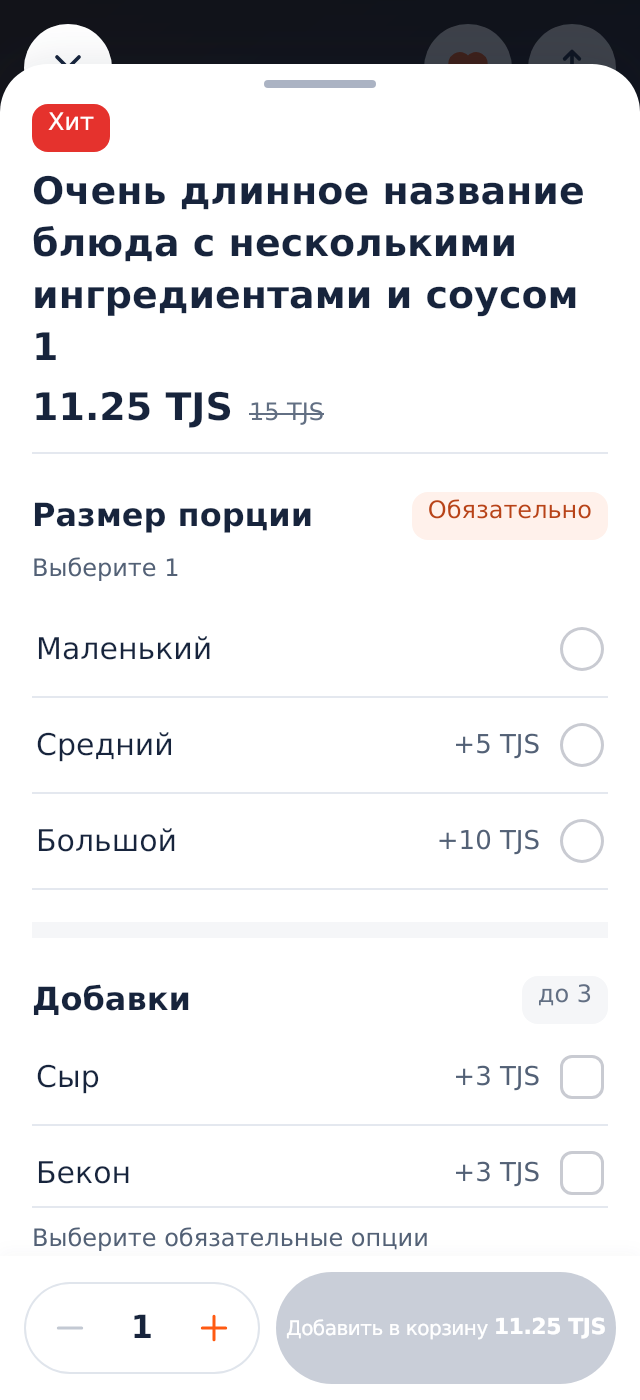 Хит
Очень длинное название
блюда с несколькими
ингредиентами и соусом
1
11.25 TJS 15 TJS
Размер порции Обязательно
Выберите 1
Маленький
Средний +5 TJS
Большой +10 TJS
Добавки до 3
Сыр +3 TJS
Бекон +3 TJS
Выберите обязательные опции
1 Добавить в корзину 11.25 TJS